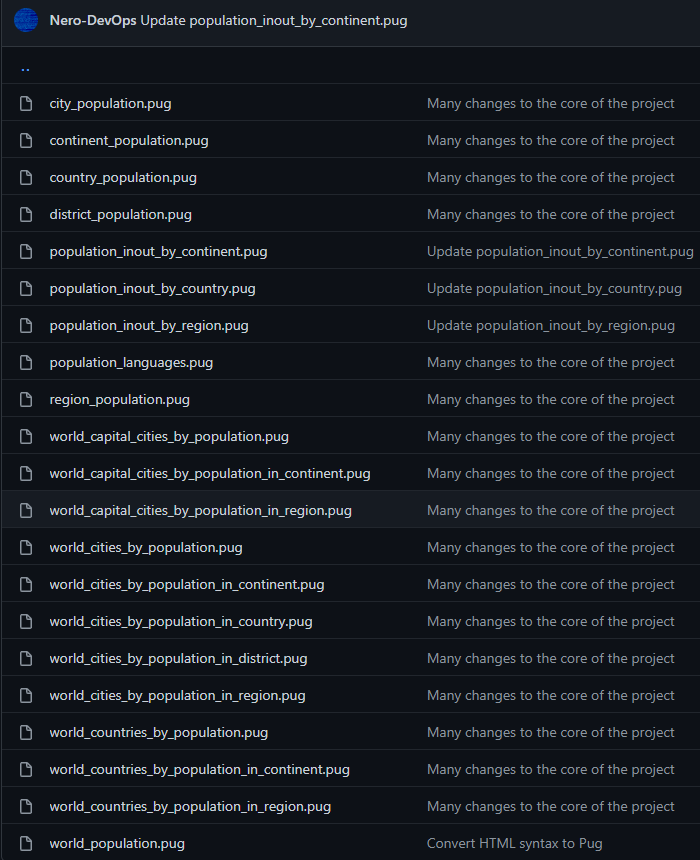 Nero-DevOps Update population_inout_by_continent.pug
..
city_population.pug Many changes to the core of the project
continent_population.pug Many changes to the core of the project
country_population.pug Many changes to the core of the project
district_population.pug Many changes to the core of the project
population_inout_by_continent.pug Update population_inout_by_continent.pug
population_inout_by_country.pug Update population_inout_by_country.pug
population_inout_by_region.pug Update population_inout_by_region.pug
population_languages.pug Many changes to the core of the project
region_population.pug Many changes to the core of the project
world_capital_cities_by_population.pug Many changes to the core of the project
world_capital_cities_by_population_in_continent.pug Many changes to the core of the project
world_capital_cities_by_population_in_region.pug Many changes to the core of the project
world_cities_by_population.pug Many changes to the core of the project
world_cities_by_population_in_continent.pug Many changes to the core of the project
world_cities_by_population_in_country.pug Many changes to the core of the project
world_cities_by_population_in_district.pug Many changes to the core of the project
world_cities_by_population_in_region.pug Many changes to the core of the project
world_countries_by_population.pug Many changes to the core of the project
world_countries_by_population_in_continent.pug Many changes to the core of the project
world_countries_by_population_in_region.pug Many changes to the core of the project
world_population.pug Convert HTML syntax to Pug